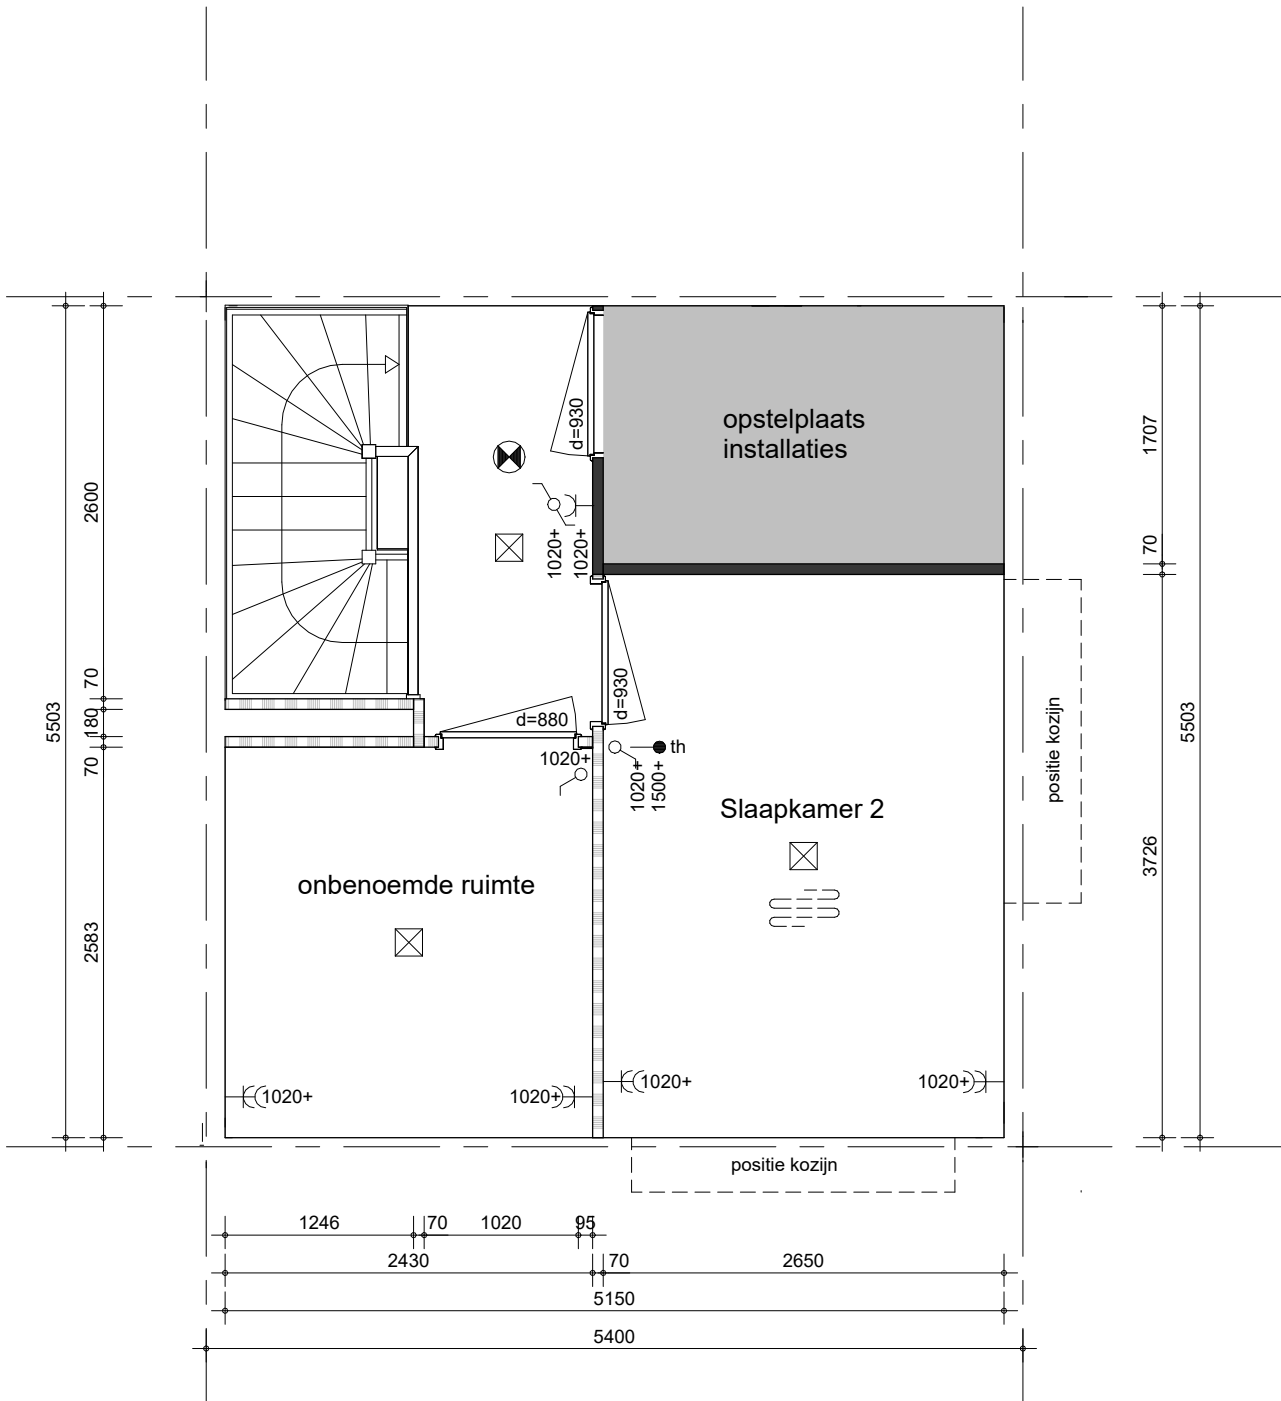 opstelplaats
installaties
d=930
1020+
1020+
d=930
d=880
1020+
1020+
1500+
th
Slaapkamer 2
onbenoemde ruimte
1020+
1020+
1020+
1020+
positie kozijn
positie kozijn
5503
2600
70
180
70
2583
1707
70
3726
5503
1246
70
1020
95
2430
70
2650
5150
5400